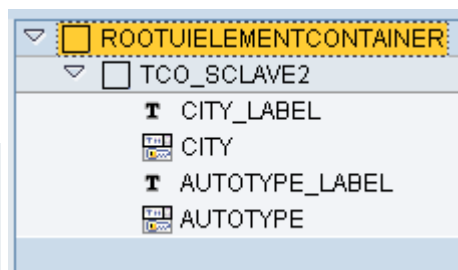 ROOTUIELEMENTCONTAINER
TCO_SCLAVE2
T CITY_LABEL
CITY
T AUTOTYPE_LABEL
AUTOTYPE